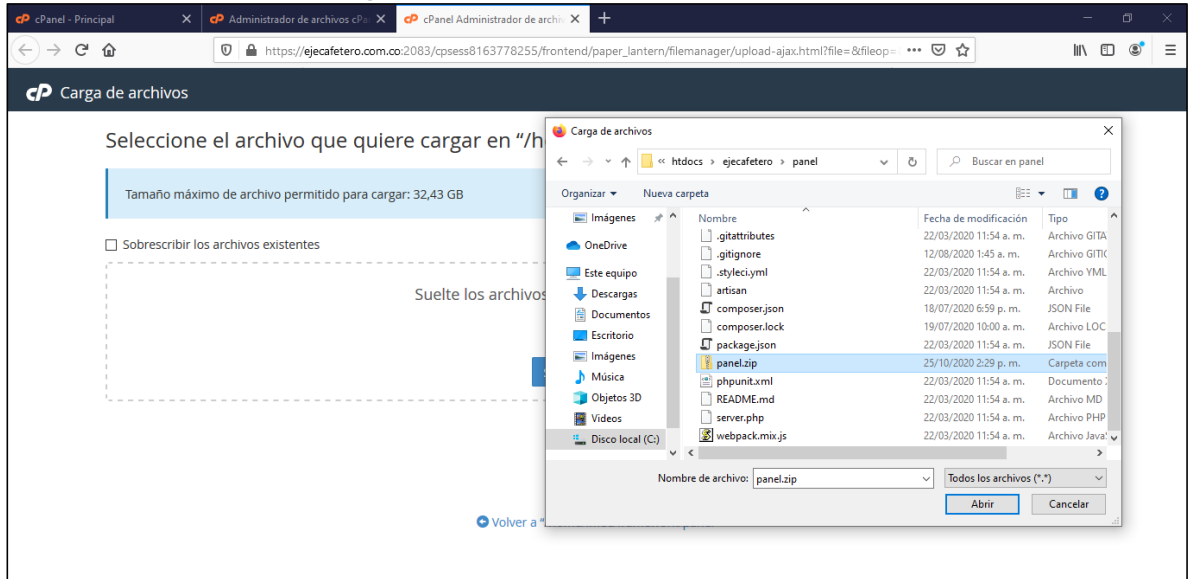 cPanel - Principal
Administrador de archivos cPa
cPanel Administrador de archiv
https://ejecafetero.com.co:2083/cpsess8163778255/frontend/paper_lantern/filemanager/upload-ajax.html?file=&fileop=
cP Carga de archivos
Seleccione el archivo que quiere cargar en “/h
Tamaño máximo de archivo permitido para cargar: 32,43 GB
Sobrescribir los archivos existentes
Suelte los archivos
Volver a “
Carga de archivos
« htdocs › ejecafetero › panel
Buscar en panel
Organizar
Nueva carpeta
Imágenes
OneDrive
Este equipo
Descargas
Documentos
Escritorio
Imágenes
Música
Objetos 3D
Videos
Disco local (C:)
Nombre Fecha de modificación Tipo
.gitattributes 22/03/2020 11:54 a. m. Archivo GITA
.gitignore 12/08/2020 1:45 a. m. Archivo GITI
.styleci.yml 22/03/2020 11:54 a. m. Archivo YML
artisan 22/03/2020 11:54 a. m. Archivo
composer.json 18/07/2020 6:59 p. m. JSON File
composer.lock 19/07/2020 10:00 a. m. Archivo LOC
package.json 22/03/2020 11:54 a. m. JSON File
panel.zip 25/10/2020 2:29 p. m. Carpeta com
phpunit.xml 22/03/2020 11:54 a. m. Documento
README.md 22/03/2020 11:54 a. m. Archivo MD
server.php 22/03/2020 11:54 a. m. Archivo PHP
webpack.mix.js 22/03/2020 11:54 a. m. Archivo Java
Nombre de archivo: panel.zip
Todos los archivos (*.*)
Abrir
Cancelar